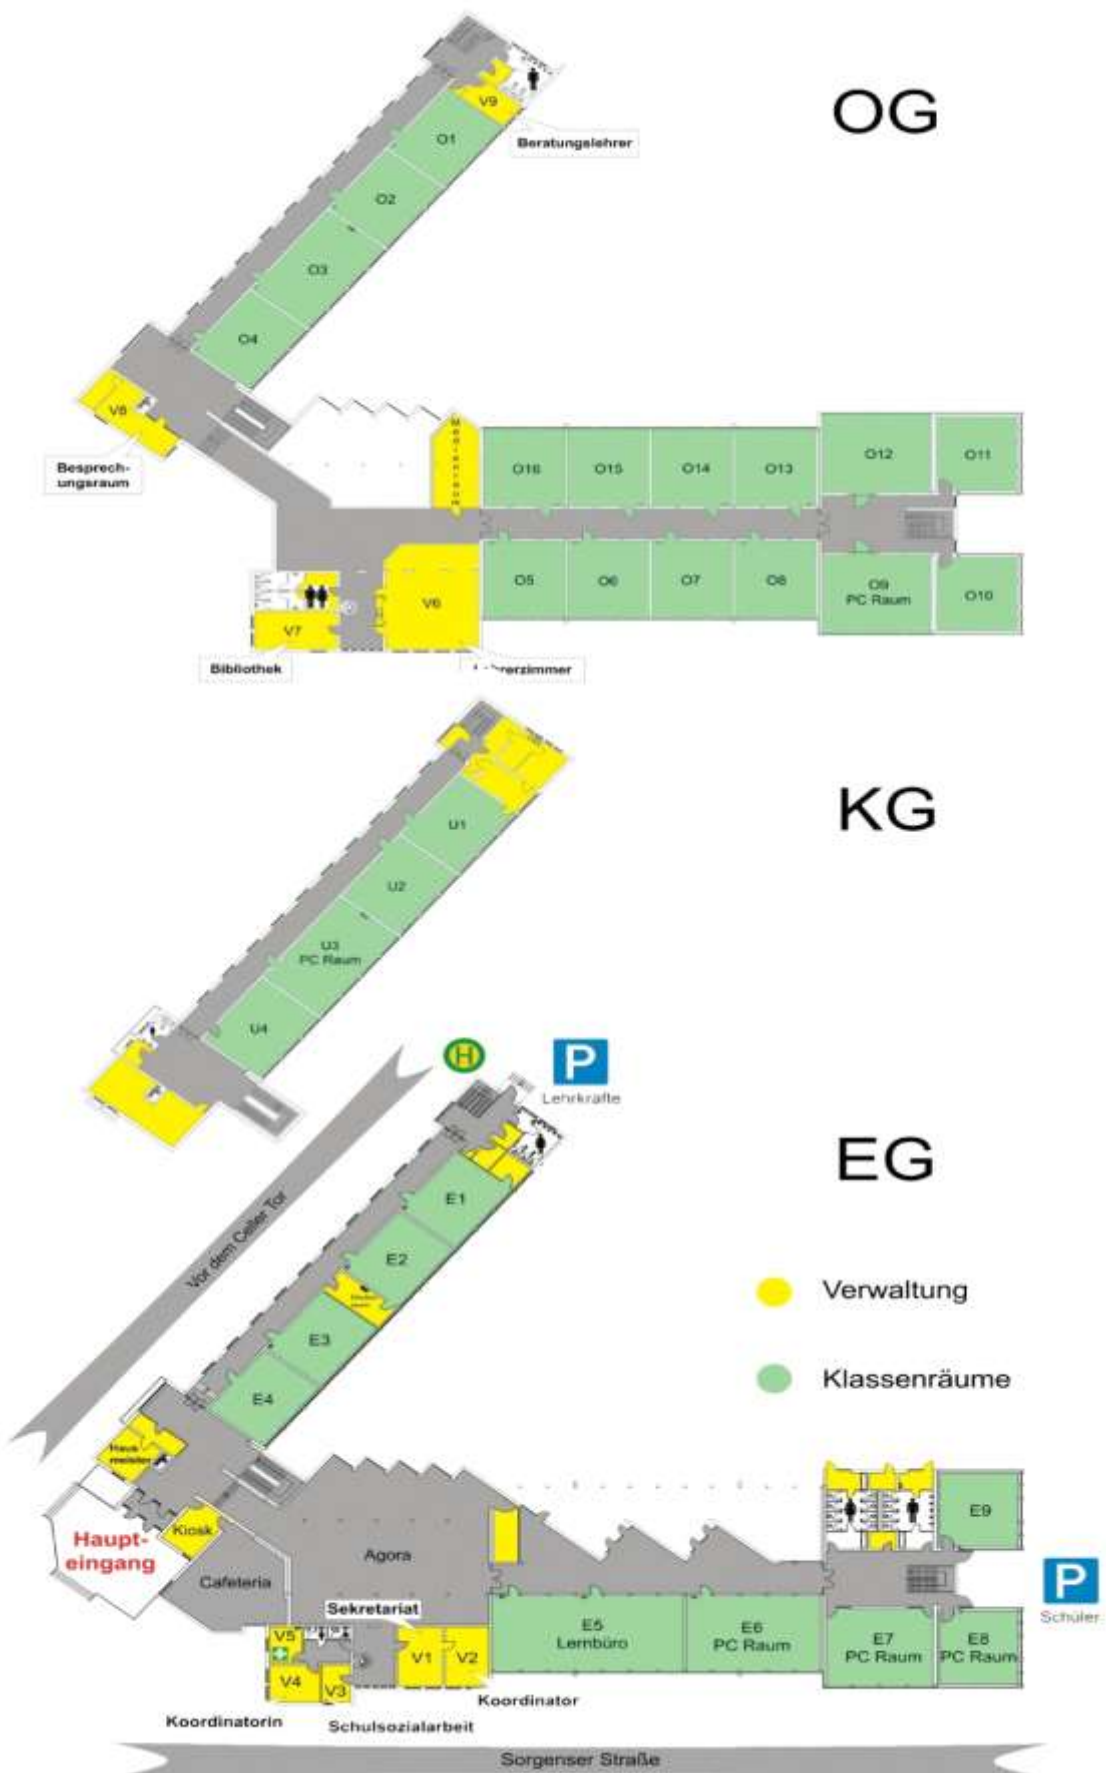 OG
V9
Beratungslehrer
O1
O2
O3
O4
V8
Besprech-
ungsraum
Medienraum
O16
O15
O14
O13
O12
O11
O5
O6
O7
O8
O9
PC Raum
O10
V6
V7
Bibliothek
KG
U1
U2
U3
PC Raum
U4
H
P
Lehrkräfte
EG
Vor dem Celler Tor
E1
E2
E3
E4
Verwaltung
Klassenräume
Haus
meister
Haupt-
eingang
Kiosk
Cafeteria
Agora
Sekretariat
V5
V4
V3
V1
V2
E5
Lernbüro
E6
PC Raum
E7
PC Raum
E8
PC Raum
E9
P
Schüler
Koordinator
Koordinatorin
Schulsozialarbeit
Sorgenser Straße